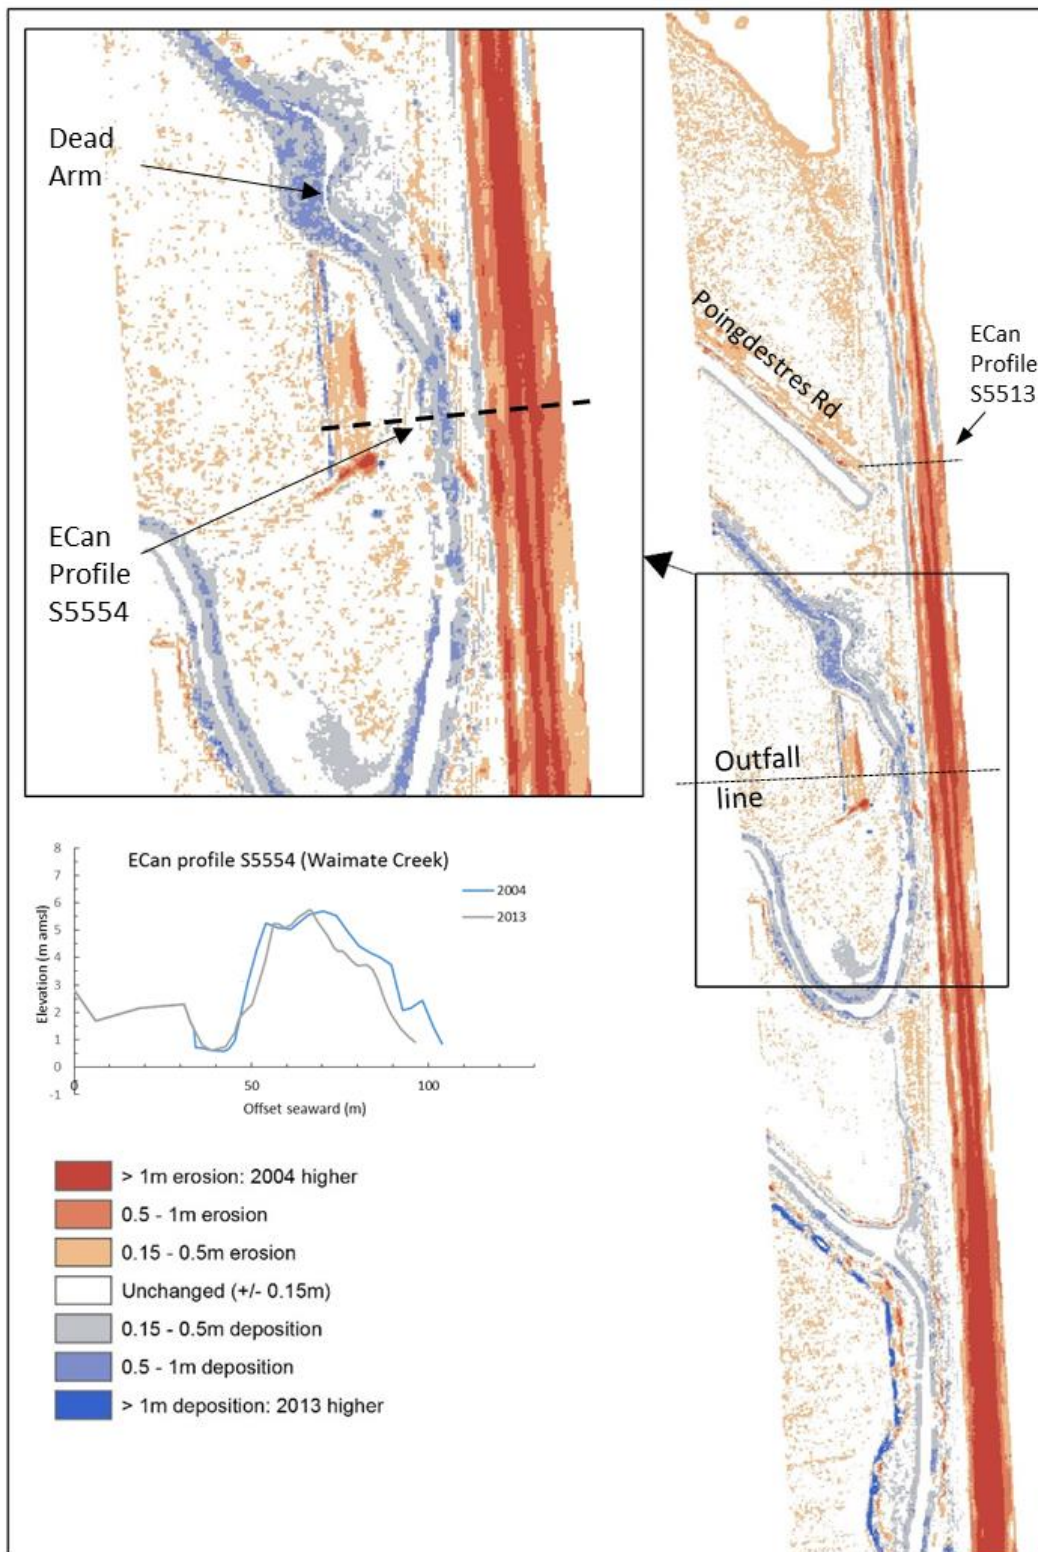 Dead
Arm
ECan
Profile
S5554
Poingdestres Rd
ECan
Profile
S5513
Outfall
line
ECan profile S5554 (Waimate Creek)
2004
2013
Elevation (m amsl)
8
7
6
5
4
3
2
1
0
-1
0
50
100
Offset seaward (m)
> 1m erosion: 2004 higher
0.5 - 1m erosion
0.15 - 0.5m erosion
Unchanged (+/- 0.15m)
0.15 - 0.5m deposition
0.5 - 1m deposition
> 1m deposition: 2013 higher